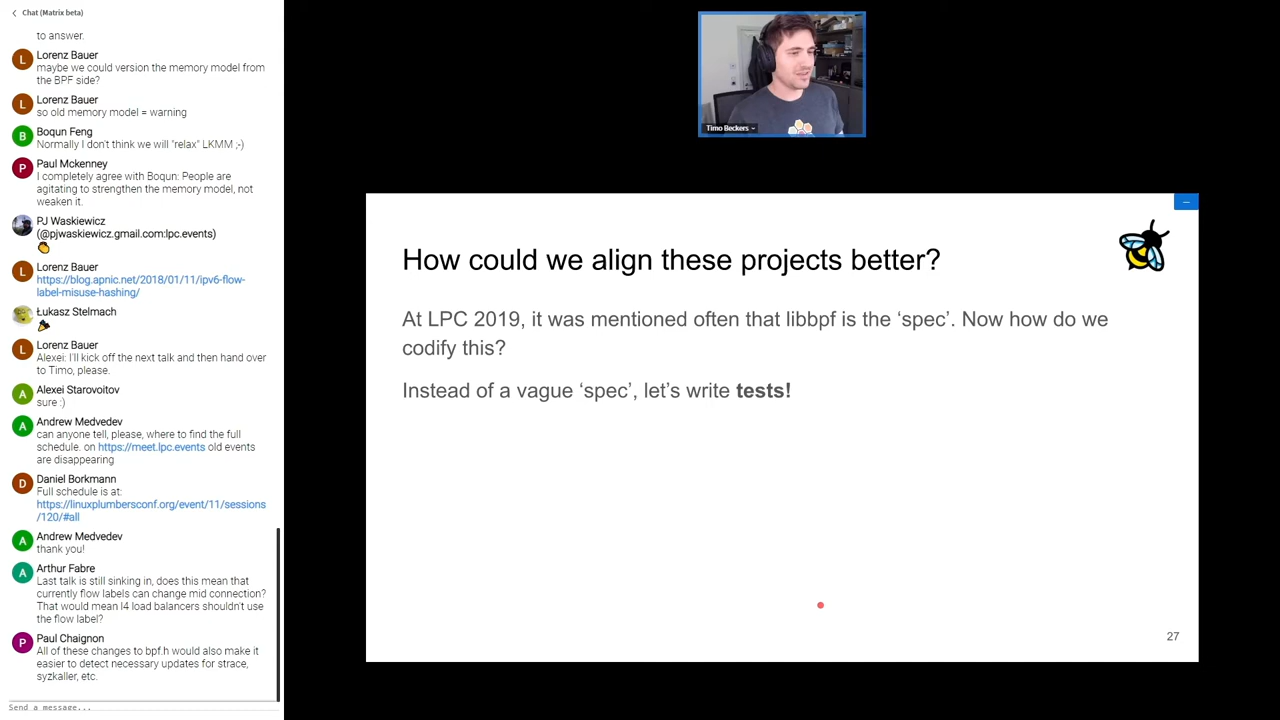 Chat (Matrix beta)
to answer.
L
Lorenz Bauer
maybe we could version the memory model from
the BPF side?
L
Lorenz Bauer
so old memory model = warning
B
Boqun Feng
Normally I don't think we will "relax" LKMM ;-)
P
Paul Mckenney
I completely agree with Boqun: People are
agitating to strengthen the memory model, not
weaken it.
PJ Waskiewicz
(@pjwaskiewicz.gmail.com:lpc.events)
L
Lorenz Bauer
https://blog.apnic.net/2018/01/11/ipv6-flow-
label-misuse-hashing/
Łukasz Stelmach
L
Lorenz Bauer
Alexei: I'll kick off the next talk and then hand over
to Timo, please.
A
Alexei Starovoitov
sure :)
A
Andrew Medvedev
can anyone tell, please, where to find the full
schedule. on https://meet.lpc.events old events
are disappearing
D
Daniel Borkmann
Full schedule is at:
https://linuxplumbersconf.org/event/11/sessions
/120/#all
A
Andrew Medvedev
thank you!
A
Arthur Fabre
Last talk is still sinking in, does this mean that
currently flow labels can change mid connection?
That would mean l4 load balancers shouldn't use
the flow label?
P
Paul Chaignon
All of these changes to bpf.h would also make it
easier to detect necessary updates for strace,
syzkaller, etc.
Send a message...
Timo Beckers
How could we align these projects better?
At LPC 2019, it was mentioned often that libbpf is the ‘spec’. Now how do we
codify this?
Instead of a vague ‘spec’, let’s write tests!
27